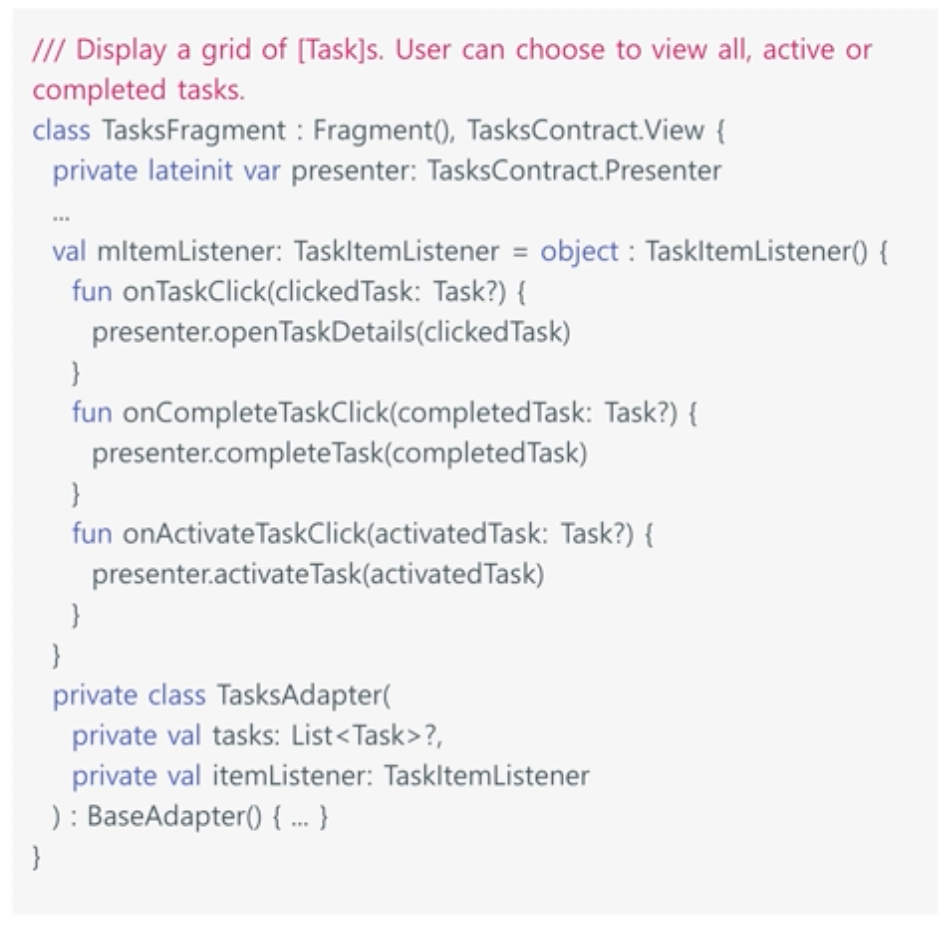 /// Display a grid of [Task]s. User can choose to view all, active or
completed tasks.
class TasksFragment : Fragment(), TasksContract.View {
  private lateinit var presenter: TasksContract.Presenter
  ...
  val mItemListener: TaskItemListener = object : TaskItemListener() {
    fun onTaskClick(clickedTask: Task?) {
      presenter.openTaskDetails(clickedTask)
    }
    fun onCompleteTaskClick(completedTask: Task?) {
      presenter.completeTask(completedTask)
    }
    fun onActivateTaskClick(activatedTask: Task?) {
      presenter.activateTask(activatedTask)
    }
  }
  private class TasksAdapter(
    private val tasks: List<Task>?,
    private val itemListener: TaskItemListener
  ) : BaseAdapter() { ... }
}